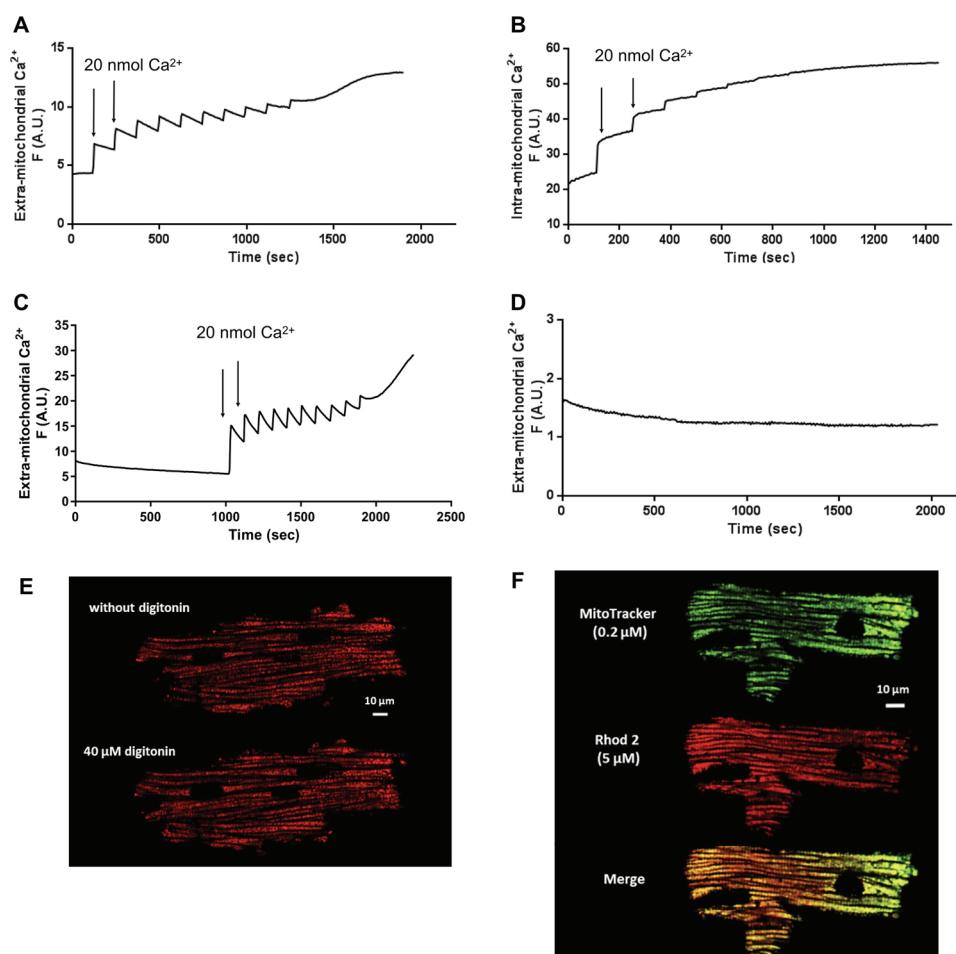 A
Extra-mitochondrial Ca²⁺
F (A.U.)
15
10
5
0
20 nmol Ca²⁺
0
500
1000
1500
2000
Time (sec)
B
Intra-mitochondrial Ca²⁺
F (A.U.)
60
50
40
30
20
10
20 nmol Ca²⁺
0
200
400
600
800
1000
1200
1400
Time (sec)
C
Extra-mitochondrial Ca²⁺
F (A.U.)
35
30
25
20
15
10
5
0
20 nmol Ca²⁺
0
500
1000
1500
2000
2500
Time (sec)
D
Extra-mitochondrial Ca²⁺
F (A.U.)
3
2
1
0
0
500
1000
1500
2000
Time (sec)
E
without digitonin
10 µm
40 µM digitonin
F
MitoTracker
(0.2 µM)
10 µm
Rhod 2
(5 µM)
Merge